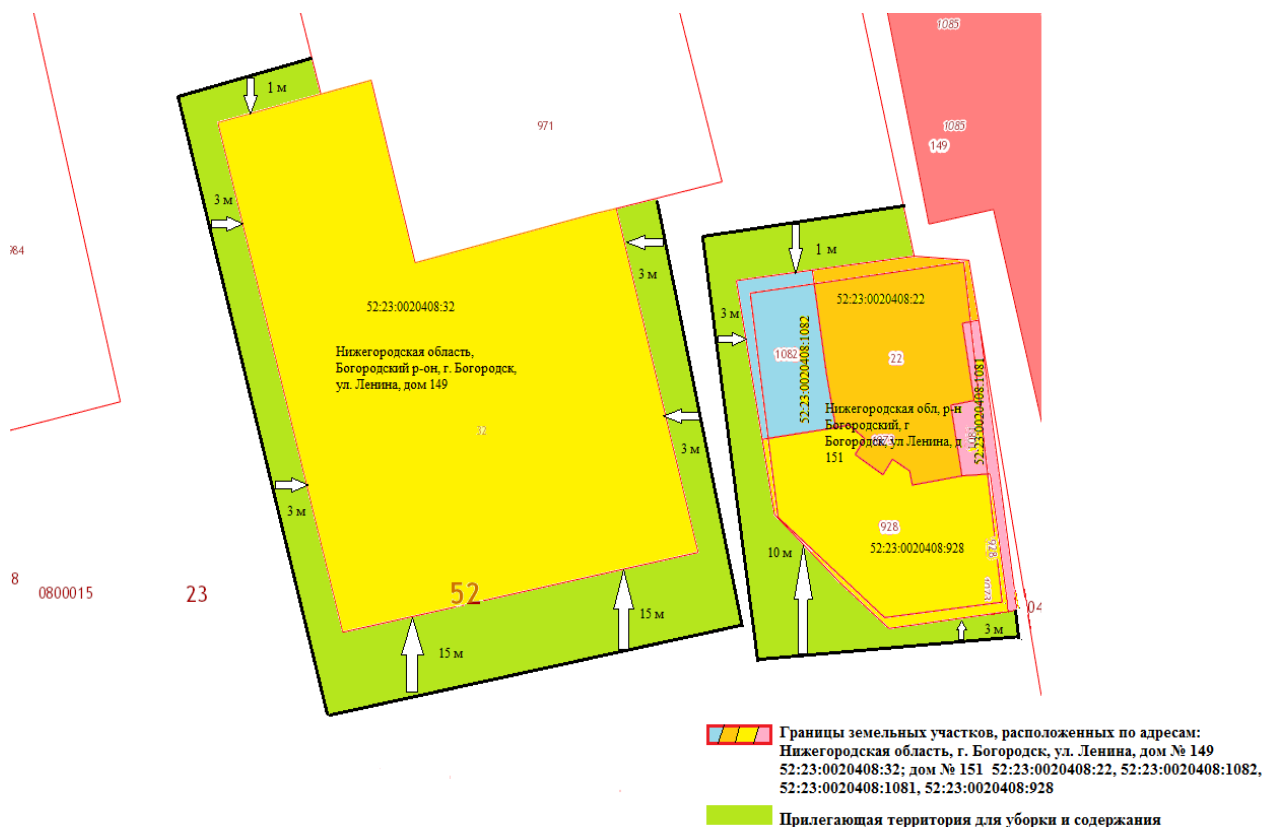 1085
1 м
971
1085
149
3 м
984
3 м
1 м
52:23:0020408:32
52:23:0020408:22
3 м
Нижегородская область,
Богородский р-он, г. Богородск,
ул. Ленина, дом 149
1082
52:23:0020408:1082
22
52:23:0020408:1081
Нижегородская обл, р-н
Богородский, г
Богородск, ул Ленина, д
151
32
3 м
3 м
928
52:23:0020408:928
928
10 м
8
0800015
23
52
15 м
15 м
3 м
04
Границы земельных участков, расположенных по адресам:
Нижегородская область, г. Богородск, ул. Ленина, дом № 149
52:23:0020408:32; дом № 151 52:23:0020408:22, 52:23:0020408:1082,
52:23:0020408:1081, 52:23:0020408:928
Прилегающая территория для уборки и содержания